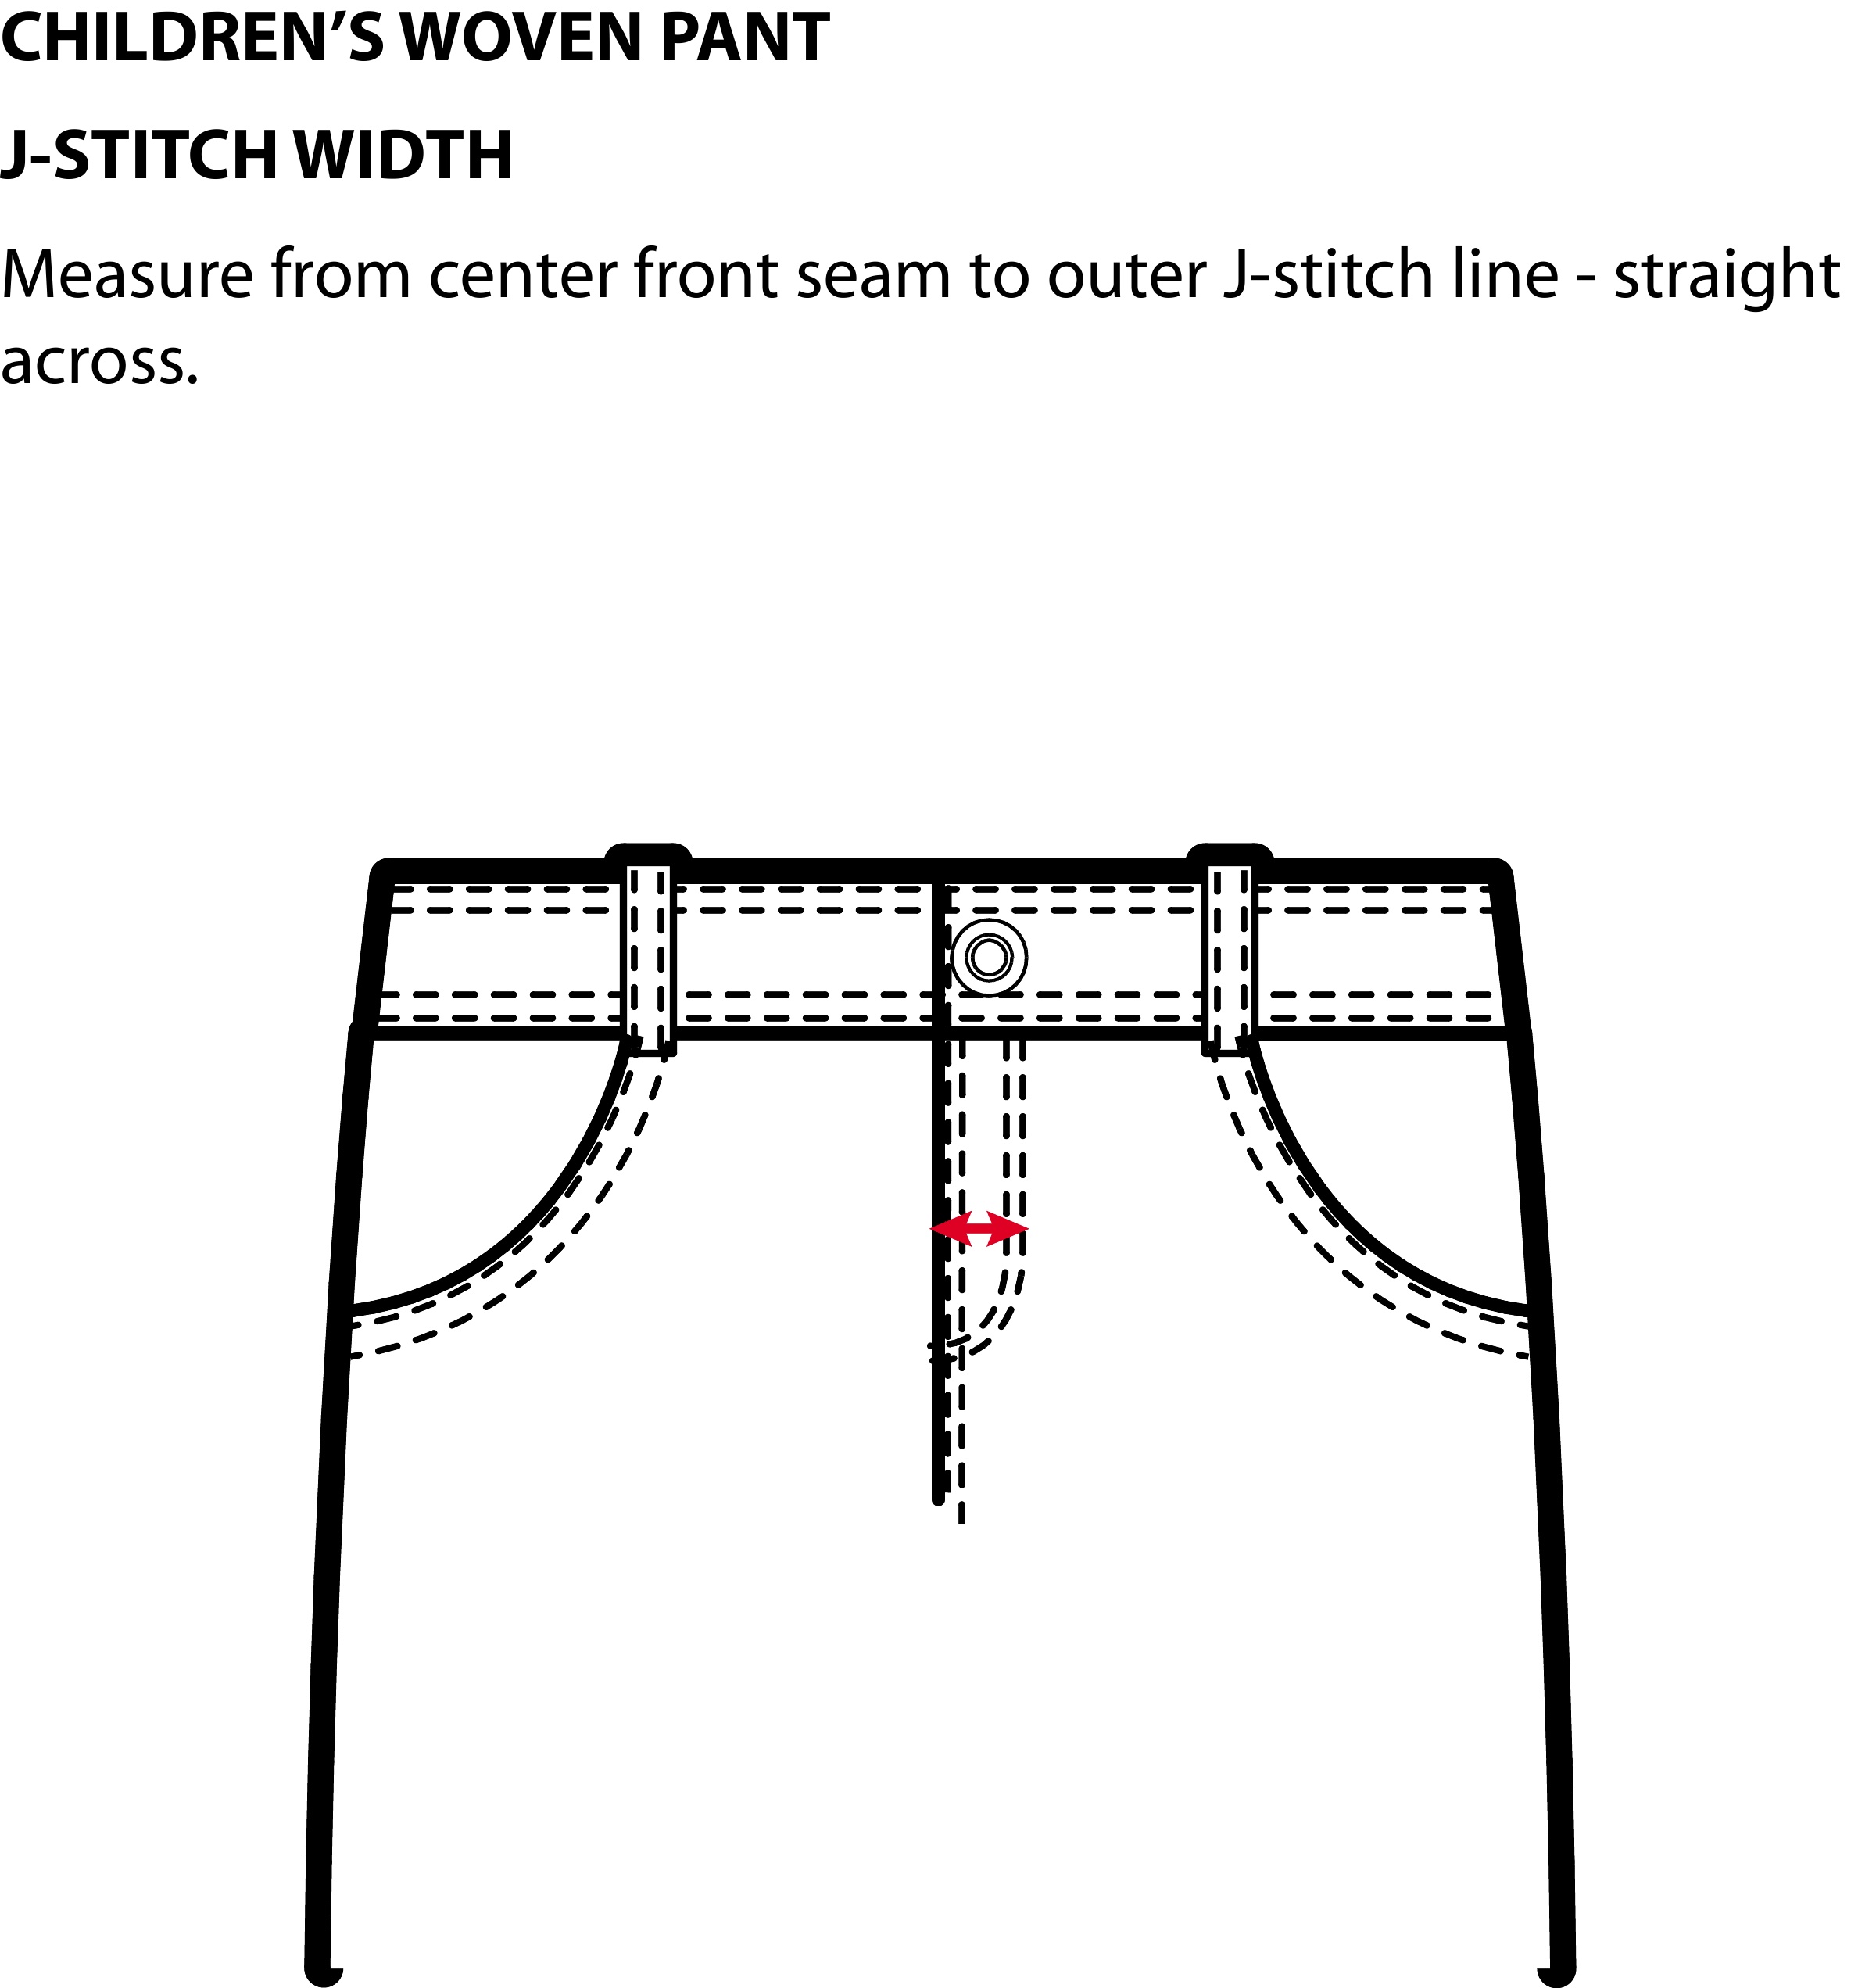 CHILDREN’S WOVEN PANT
J-STITCH WIDTH
Measure from center front seam to outer J-stitch line - straight
across.